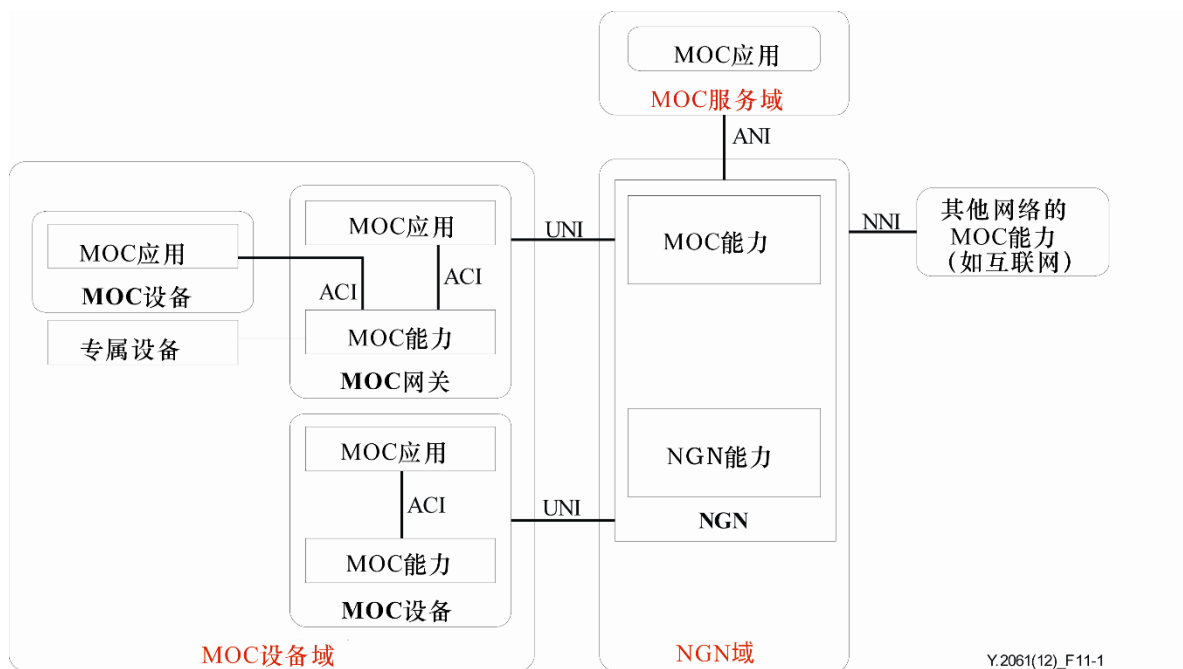 MOC应用
MOC服务域
ANI
MOC应用
MOC设备
专属设备
MOC应用
ACI
ACI
MOC能力
MOC网关
MOC应用
ACI
MOC能力
MOC设备
MOC设备域
UNI
UNI
MOC能力
NGN能力
NGN
NGN域
NNI
其他网络的
MOC能力
（如互联网）
Y.2061(12)_F11-1